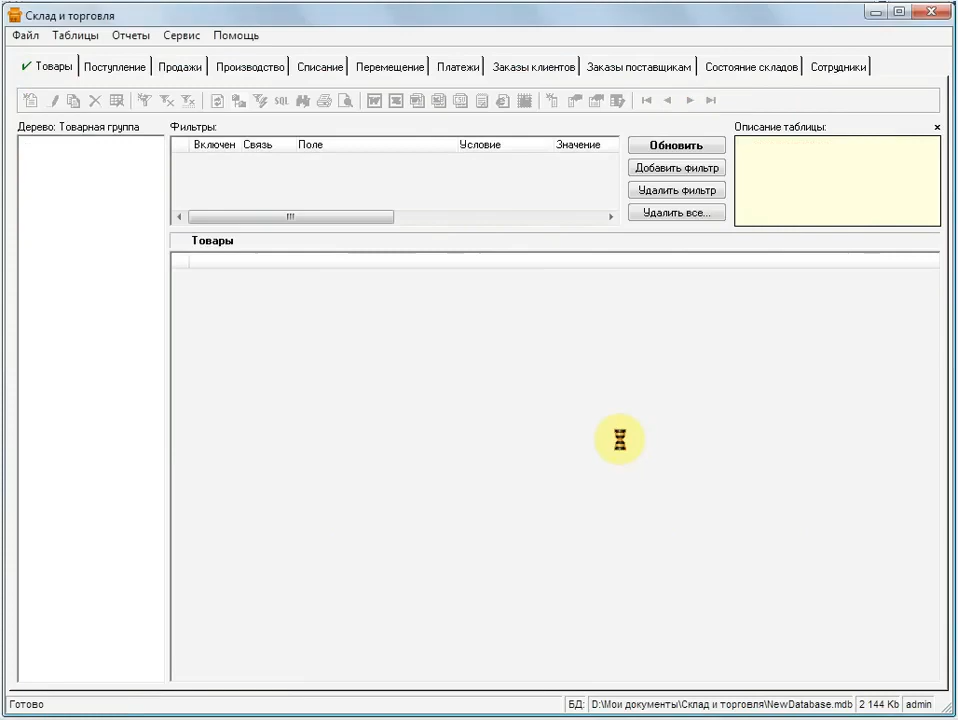 Склад и торговля
Файл Таблицы Отчеты Сервис Помощь
Товары Поступление Продажи Производство Списание Перемещение Платежи Заказы клиентов Заказы поставщикам Состояние складов Сотрудники
SQL
Дерево: Товарная группа Фильтры: Описание таблицы:
Включен Связь Поле Условие Значение
Обновить
Добавить фильтр
Удалить фильтр
Удалить все...
Товары
Готово БД: D:\Мои документы\Склад и торговля\NewDatabase.mdb 2 144 Kb admin